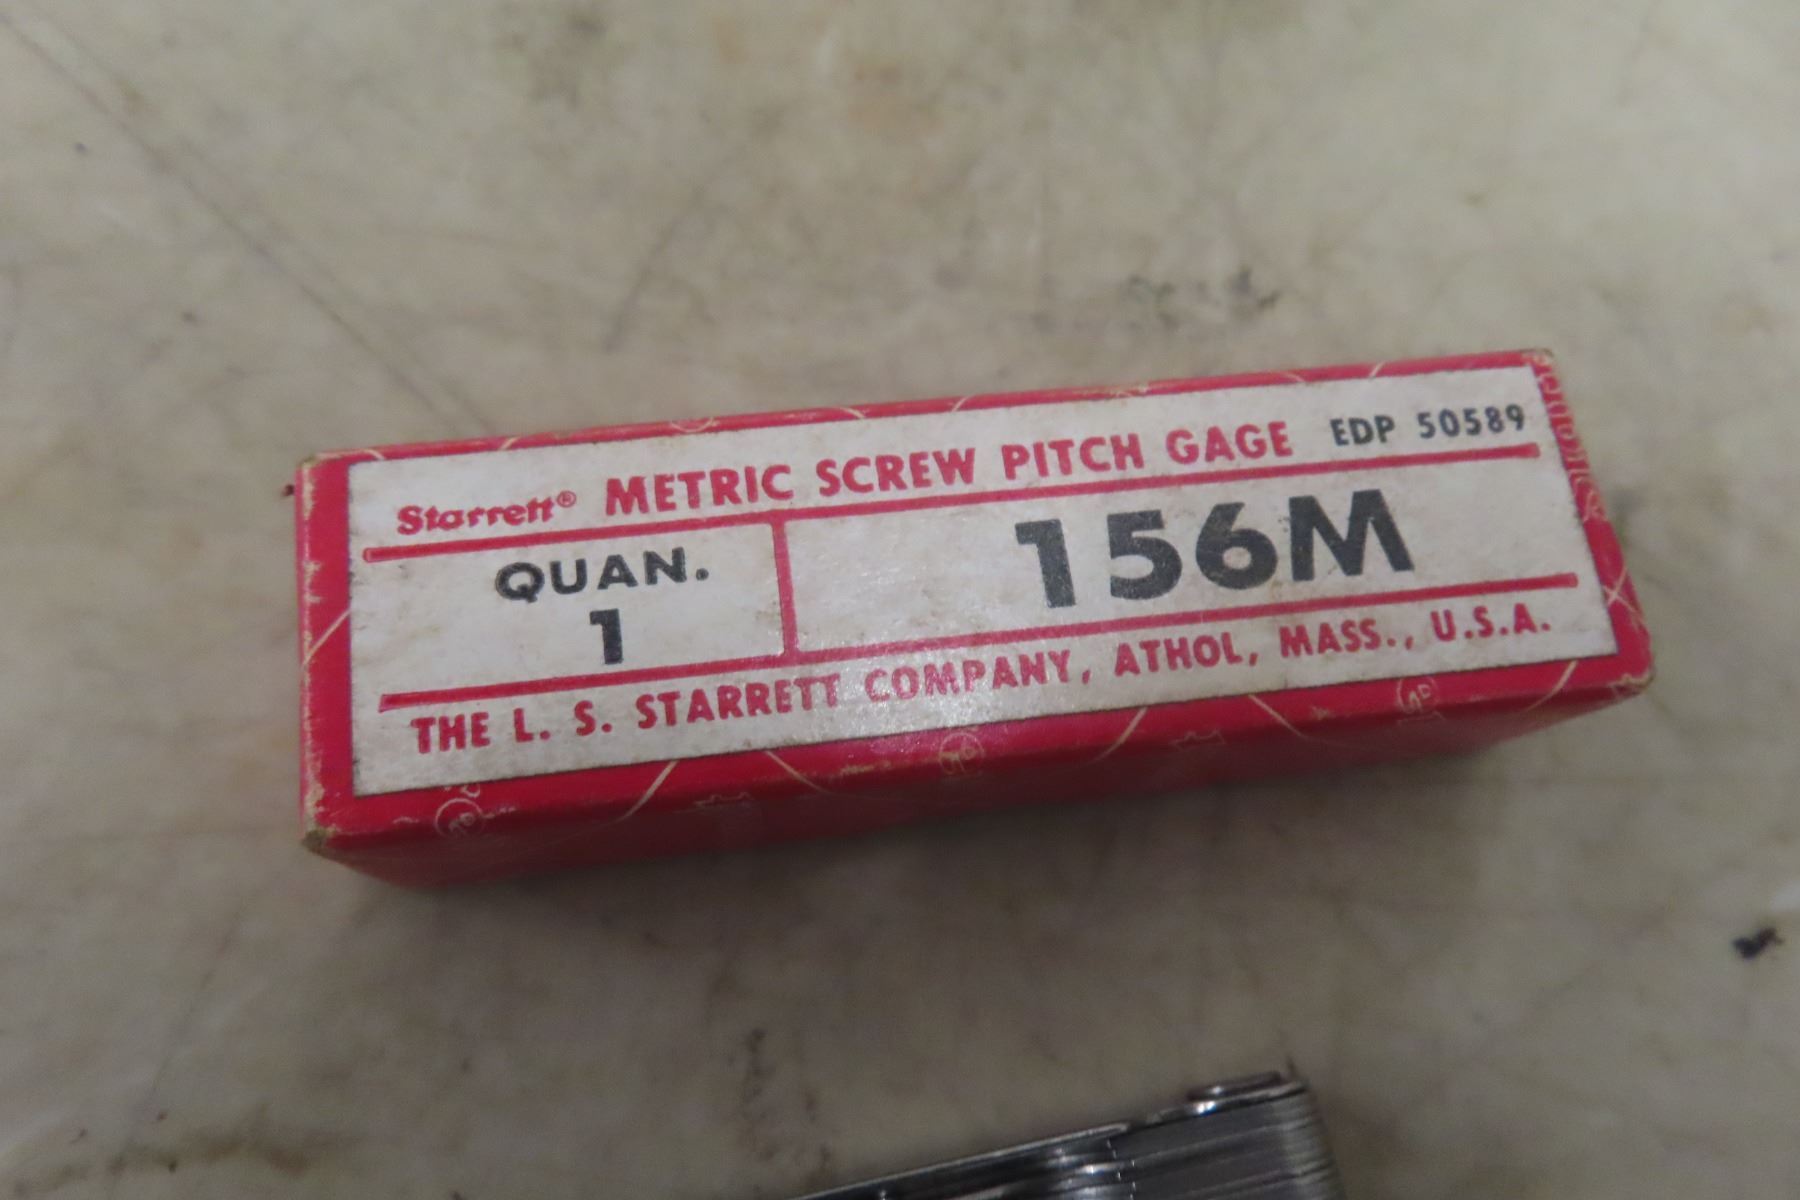 Starrett® METRIC SCREW PITCH GAGE EDP 50589
QUAN.
1
156M
THE L. S. STARRETT COMPANY, ATHOL, MASS., U.S.A.